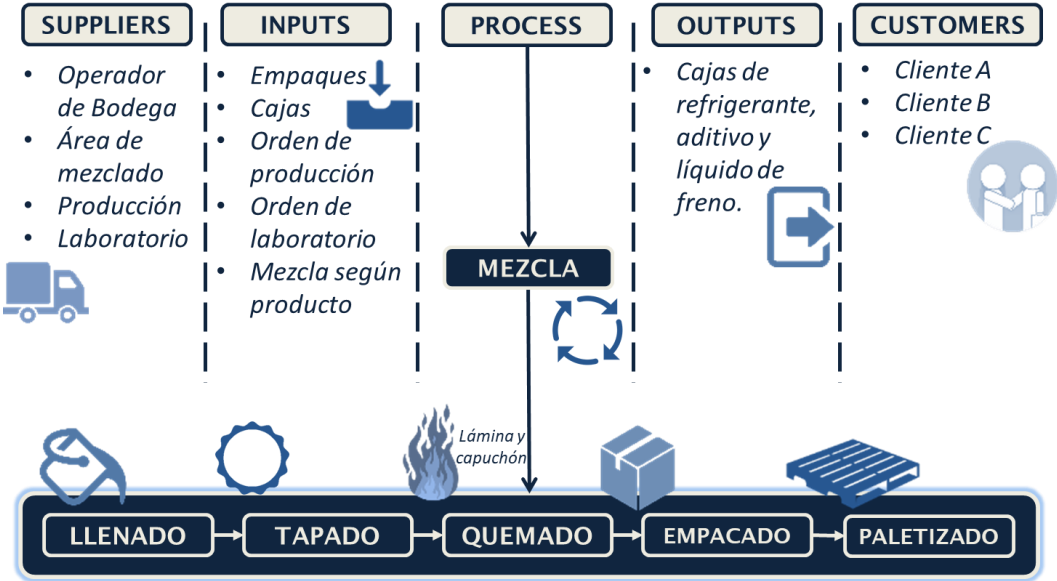 SUPPLIERS
INPUTS
PROCESS
OUTPUTS
CUSTOMERS
• Operador
de Bodega
• Área de
mezclado
• Producción
• Laboratorio
• Empaques
• Cajas
• Orden de
producción
• Orden de
laboratorio
• Mezcla según
producto
MEZCLA
• Cajas de
refrigerante,
aditivo y
líquido de
freno.
• Cliente A
• Cliente B
• Cliente C
Lámina y
capuchón
LLENADO
TAPADO
QUEMADO
EMPACADO
PALETIZADO